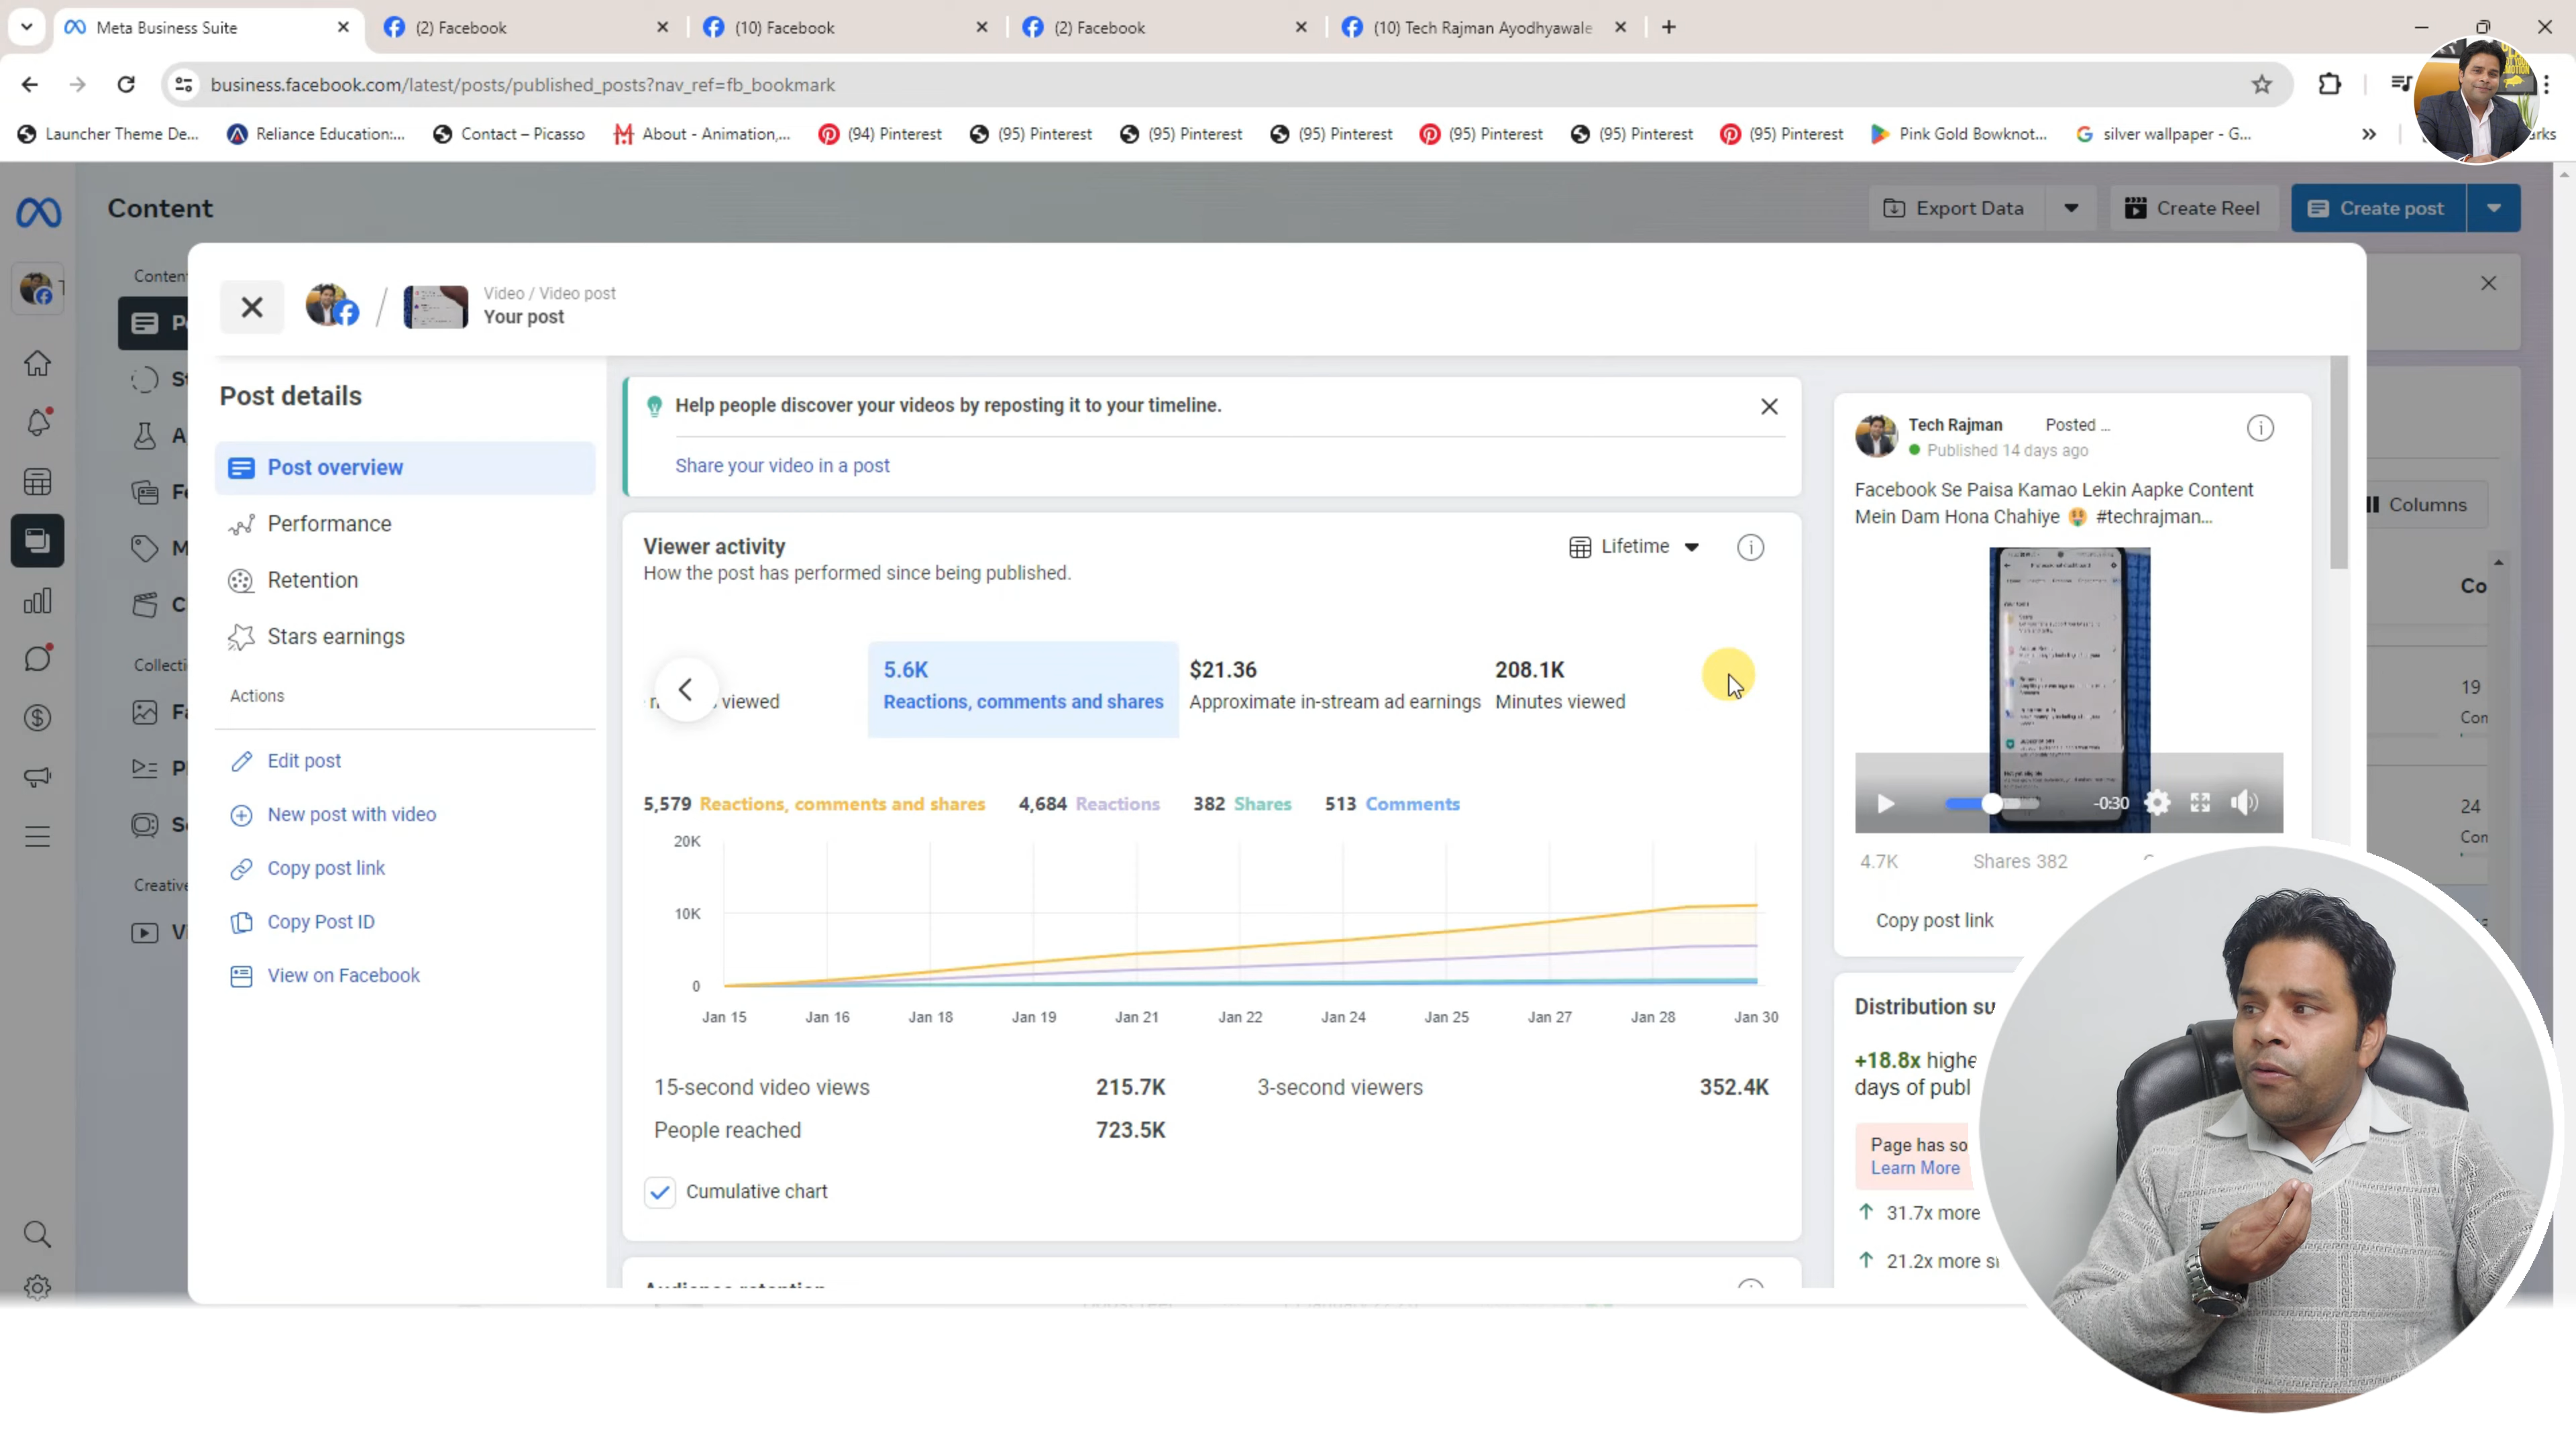 Meta Business Suite
(2) Facebook
(10) Facebook
(2) Facebook
(10) Tech Rajman Ayodhyawale
business.facebook.com/latest/posts/published_posts?nav_ref=fb_bookmark
Launcher Theme De...
Reliance Education:...
Contact – Picasso
About - Animation,...
(94) Pinterest
(95) Pinterest
(95) Pinterest
(95) Pinterest
(95) Pinterest
(95) Pinterest
(95) Pinterest
Pink Gold Bowknot...
silver wallpaper - G...
Content
Export Data
Create Reel
Create post
Video / Video post
Your post
Post details
Post overview
Performance
Retention
Stars earnings
Actions
Edit post
New post with video
Copy post link
Copy Post ID
View on Facebook
Help people discover your videos by reposting it to your timeline.
Share your video in a post
Viewer activity
Lifetime
How the post has performed since being published.
viewed
5.6K
Reactions, comments and shares
$21.36
Approximate in-stream ad earnings
208.1K
Minutes viewed
5,579 Reactions, comments and shares 4,684 Reactions 382 Shares 513 Comments
20K
10K
0
Jan 15 Jan 16 Jan 18 Jan 19 Jan 21 Jan 22 Jan 24 Jan 25 Jan 27 Jan 28 Jan 30
15-second video views 215.7K 3-second viewers 352.4K
People reached 723.5K
Cumulative chart
Tech Rajman Posted ...
Published 14 days ago
Facebook Se Paisa Kamao Lekin Aapke Content
Mein Dam Hona Chahiye 🤑 #techrajman...
-0:30
4.7K Shares 382
Copy post link
Distribution
+18.8x
days of
Page has so
Learn More
31.7x more
21.2x more
Columns
19
24